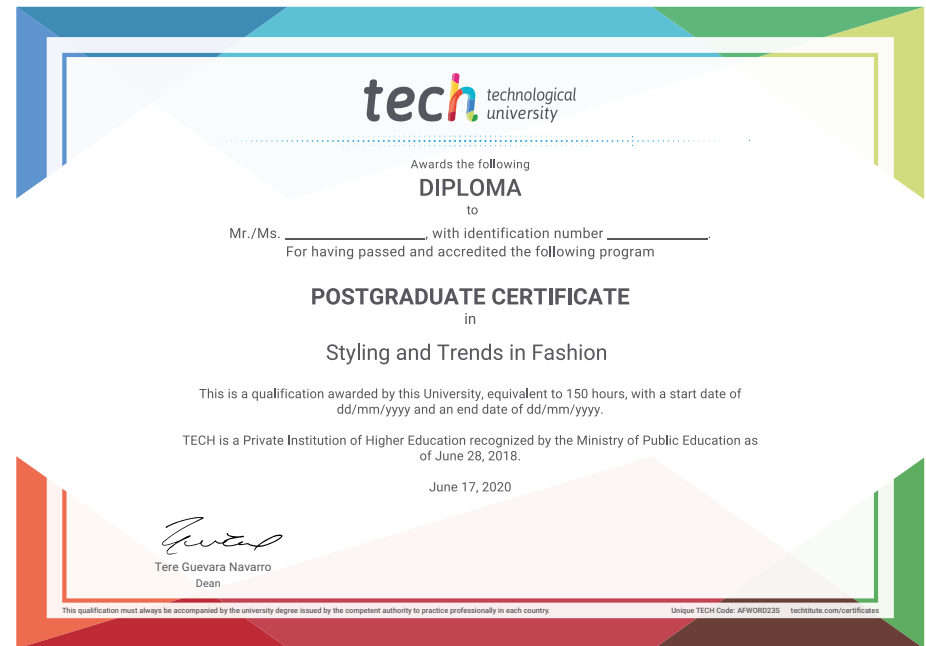 tech technological
university
Awards the following
DIPLOMA
to
Mr./Ms. ____________________, with identification number ______________.
For having passed and accredited the following program
POSTGRADUATE CERTIFICATE
in
Styling and Trends in Fashion
This is a qualification awarded by this University, equivalent to 150 hours, with a start date of
dd/mm/yyyy and an end date of dd/mm/yyyy.
TECH is a Private Institution of Higher Education recognized by the Ministry of Public Education as
of June 28, 2018.
June 17, 2020
Tere Guevara Navarro
Dean
This qualification must always be accompanied by the university degree issued by the competent authority to practice professionally in each country.
Unique TECH Code: AFWORD23S techtitute.com/certificates